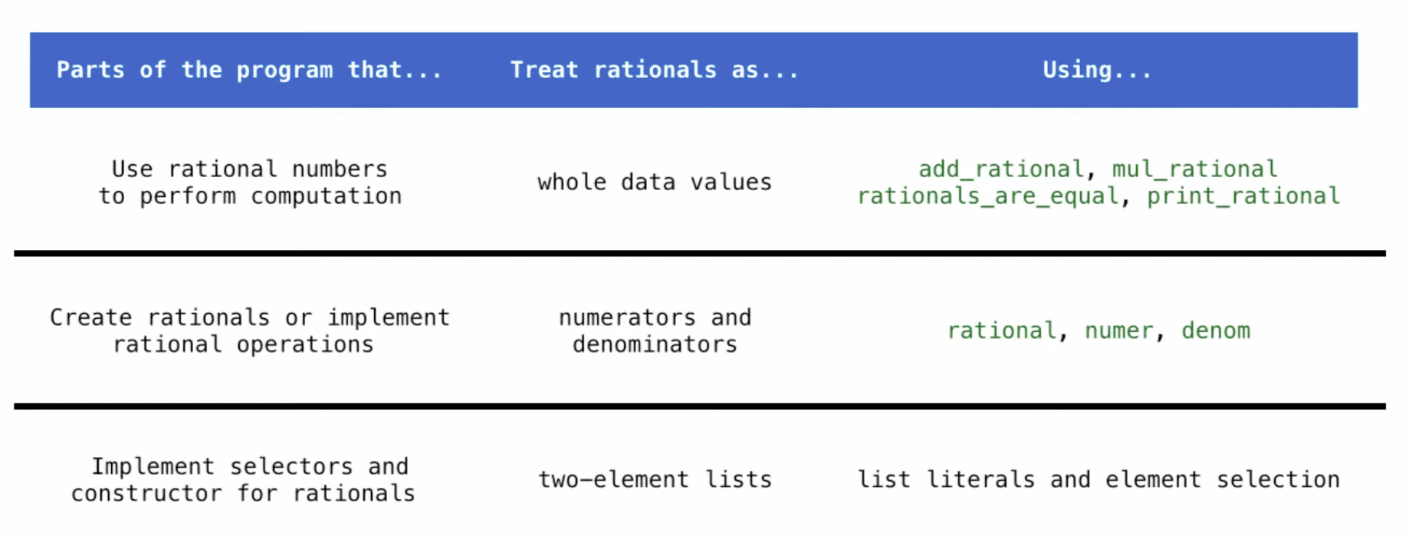 Parts of the program that... Treat rationals as... Using...
Use rational numbers
to perform computation
whole data values
add_rational, mul_rational
rationals_are_equal, print_rational
Create rationals or implement
rational operations
numerators and
denominators
rational, numer, denom
Implement selectors and
constructor for rationals
two-element lists
list literals and element selection